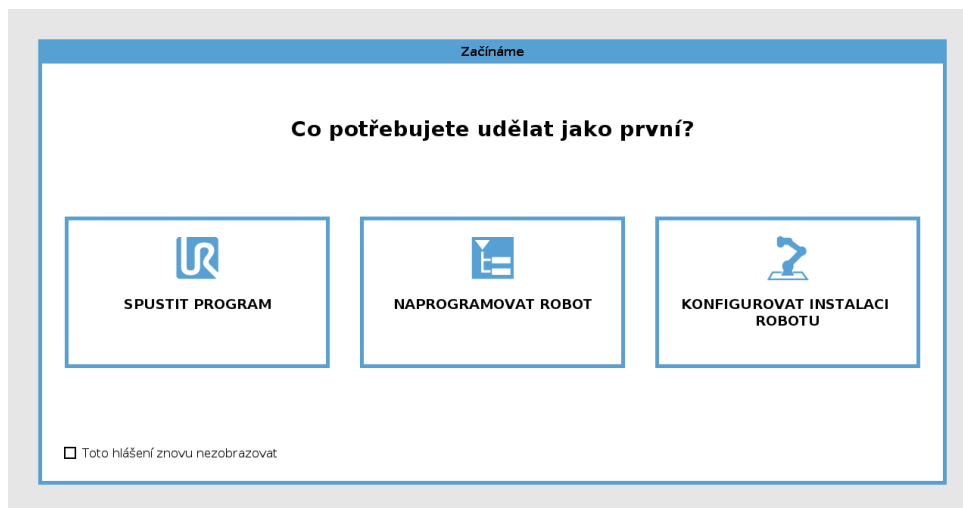 Začínáme
Co potřebujete udělat jako první?
SPUSTIT PROGRAM
NAPROGRAMOVAT ROBOT
KONFIGUROVAT INSTALACI
ROBOTU
Toto hlášení znovu nezobrazovat